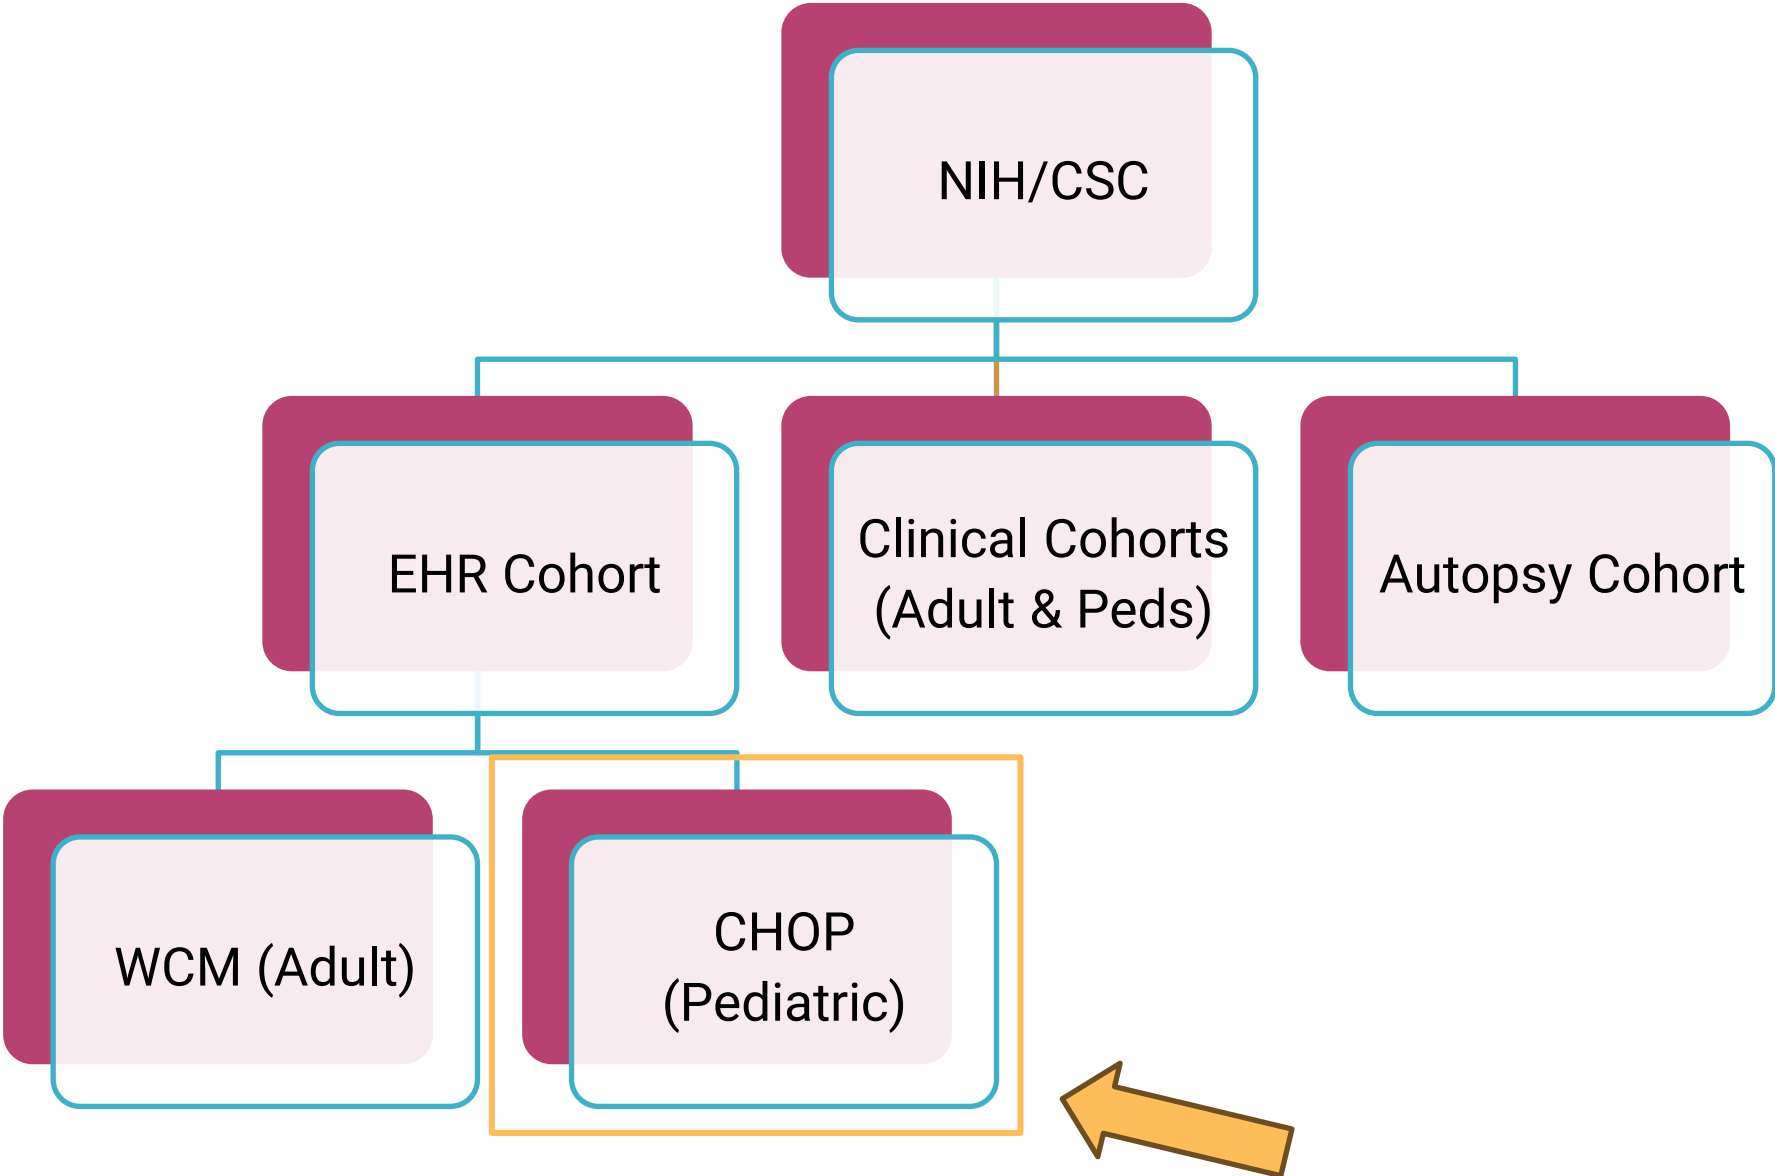 NIH/CSC
EHR Cohort
Clinical Cohorts
(Adult & Peds)
Autopsy Cohort
WCM (Adult)
CHOP
(Pediatric)